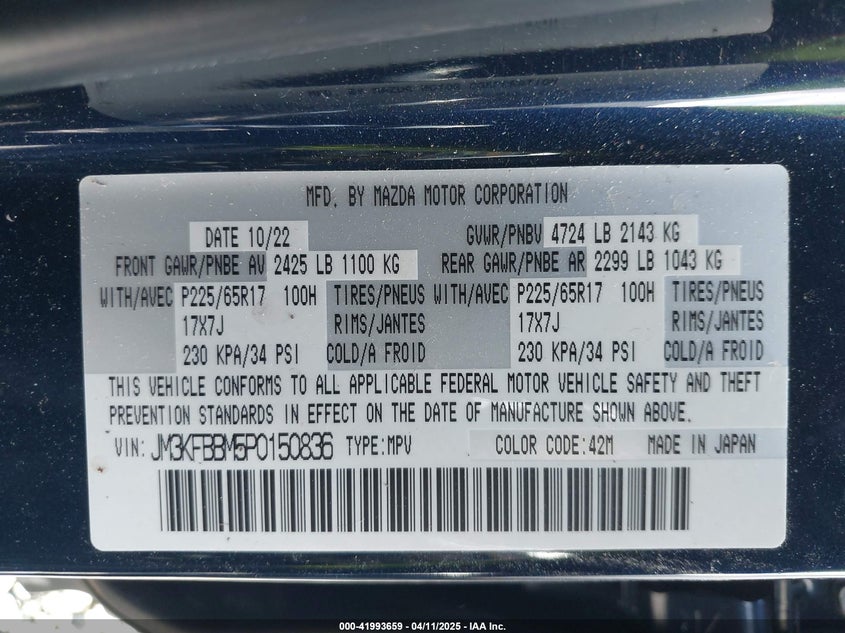 MFD. BY MAZDA MOTOR CORPORATION
DATE 10/22 GVWR/PNBV 4724 LB 2143 KG
FRONT GAWR/PNBE AV 2425 LB 1100 KG REAR GAWR/PNBE AR 2299 LB 1043 KG
WITH/AVEC P225/65R17 100H TIRES/PNEUS WITH/AVEC P225/65R17 100H TIRES/PNEUS
17X7J RIMS/JANTES 17X7J RIMS/JANTES
230 KPA/34 PSI COLD/A FROID 230 KPA/34 PSI COLD/A FROID
THIS VEHICLE CONFORMS TO ALL APPLICABLE FEDERAL MOTOR VEHICLE SAFETY AND THEFT
PREVENTION STANDARDS IN EFFECT ON THE DATE OF MANUFACTURE SHOWN ABOVE.
VIN: JM3KFBBM5P0150836 TYPE:MPV COLOR CODE:42M MADE IN JAPAN
000-41993659 - 04/11/2025 - IAA Inc.